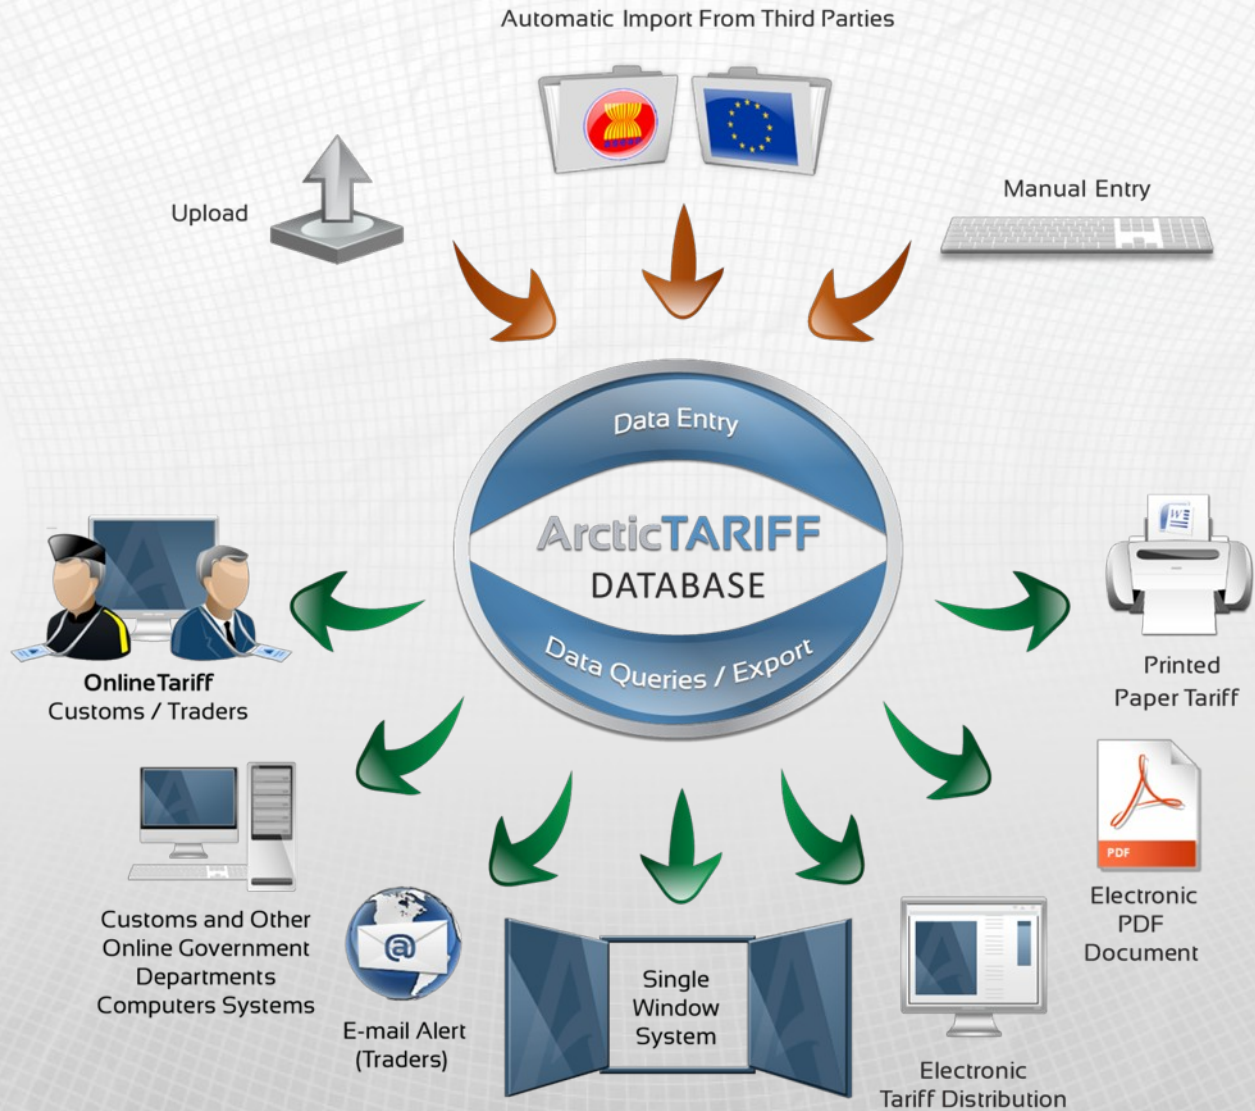 Automatic Import From Third Parties
Upload
Manual Entry
Data Entry
ArcticTARIFF
DATABASE
Data Queries / Export
OnlineTariff
Customs / Traders
Printed
Paper Tariff
W
PDF
Electronic
PDF
Document
Customs and Other
Online Government
Departments
Computers Systems
@
E-mail Alert
(Traders)
Single
Window
System
Electronic
Tariff Distribution